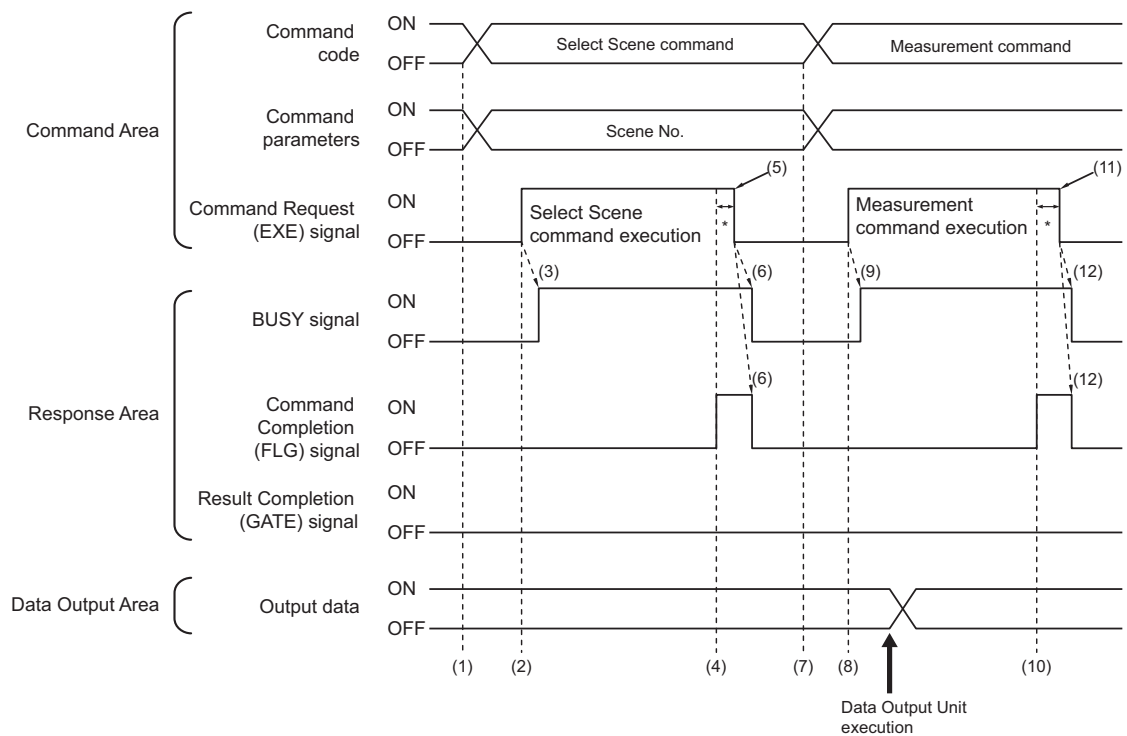 Command Area
Command
code
ON
OFF
Select Scene command
Measurement command
Command
parameters
ON
OFF
Scene No.
Command Request
(EXE) signal
ON
OFF
Select Scene
command execution
*
(5)
Measurement
command execution
*
(11)
Response Area
BUSY signal
ON
OFF
(3)
(6)
(9)
(12)
Command
Completion
(FLG) signal
ON
OFF
(6)
(12)
Result Completion
(GATE) signal
ON
OFF
Data Output Area
Output data
ON
OFF
(1)
(2)
(4)
(7)
(8)
(10)
Data Output Unit
execution